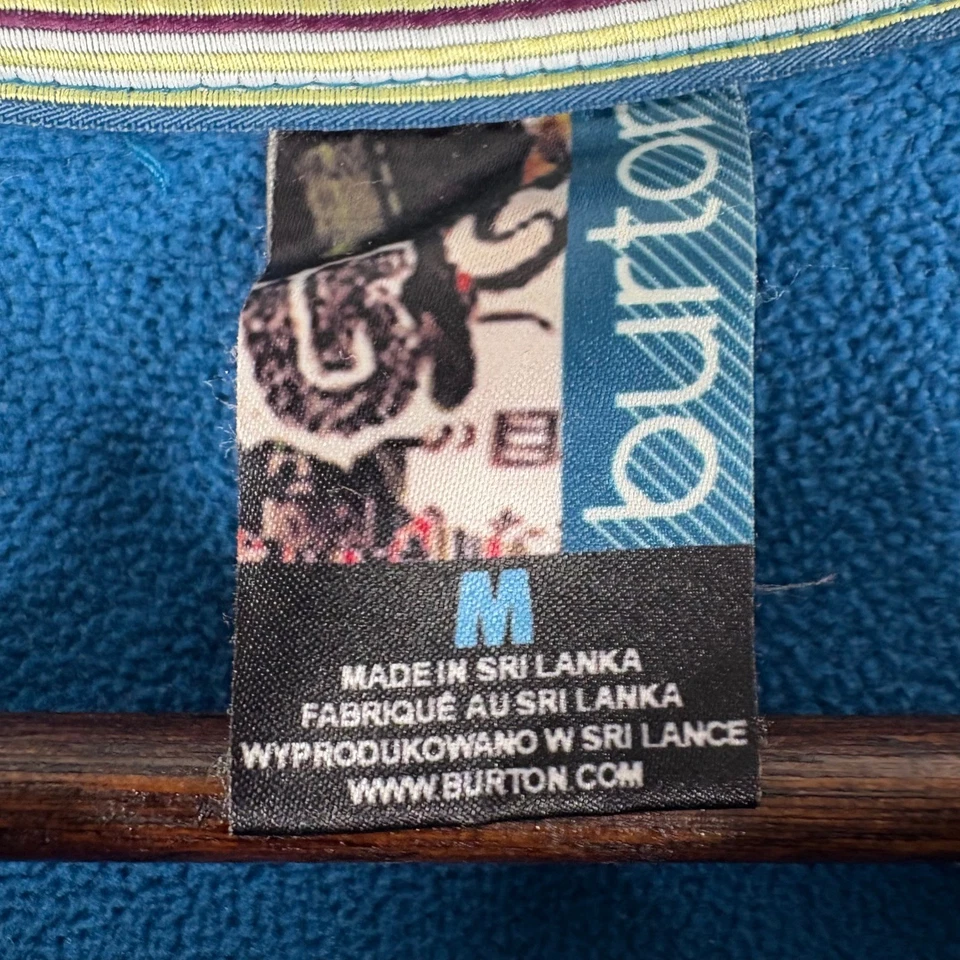 burton
M
MADE IN SRI LANKA
FABRIQUÉ AU SRI LANKA
WYPRODUKOWANO W SRI LANCE
WWW.BURTON.COM